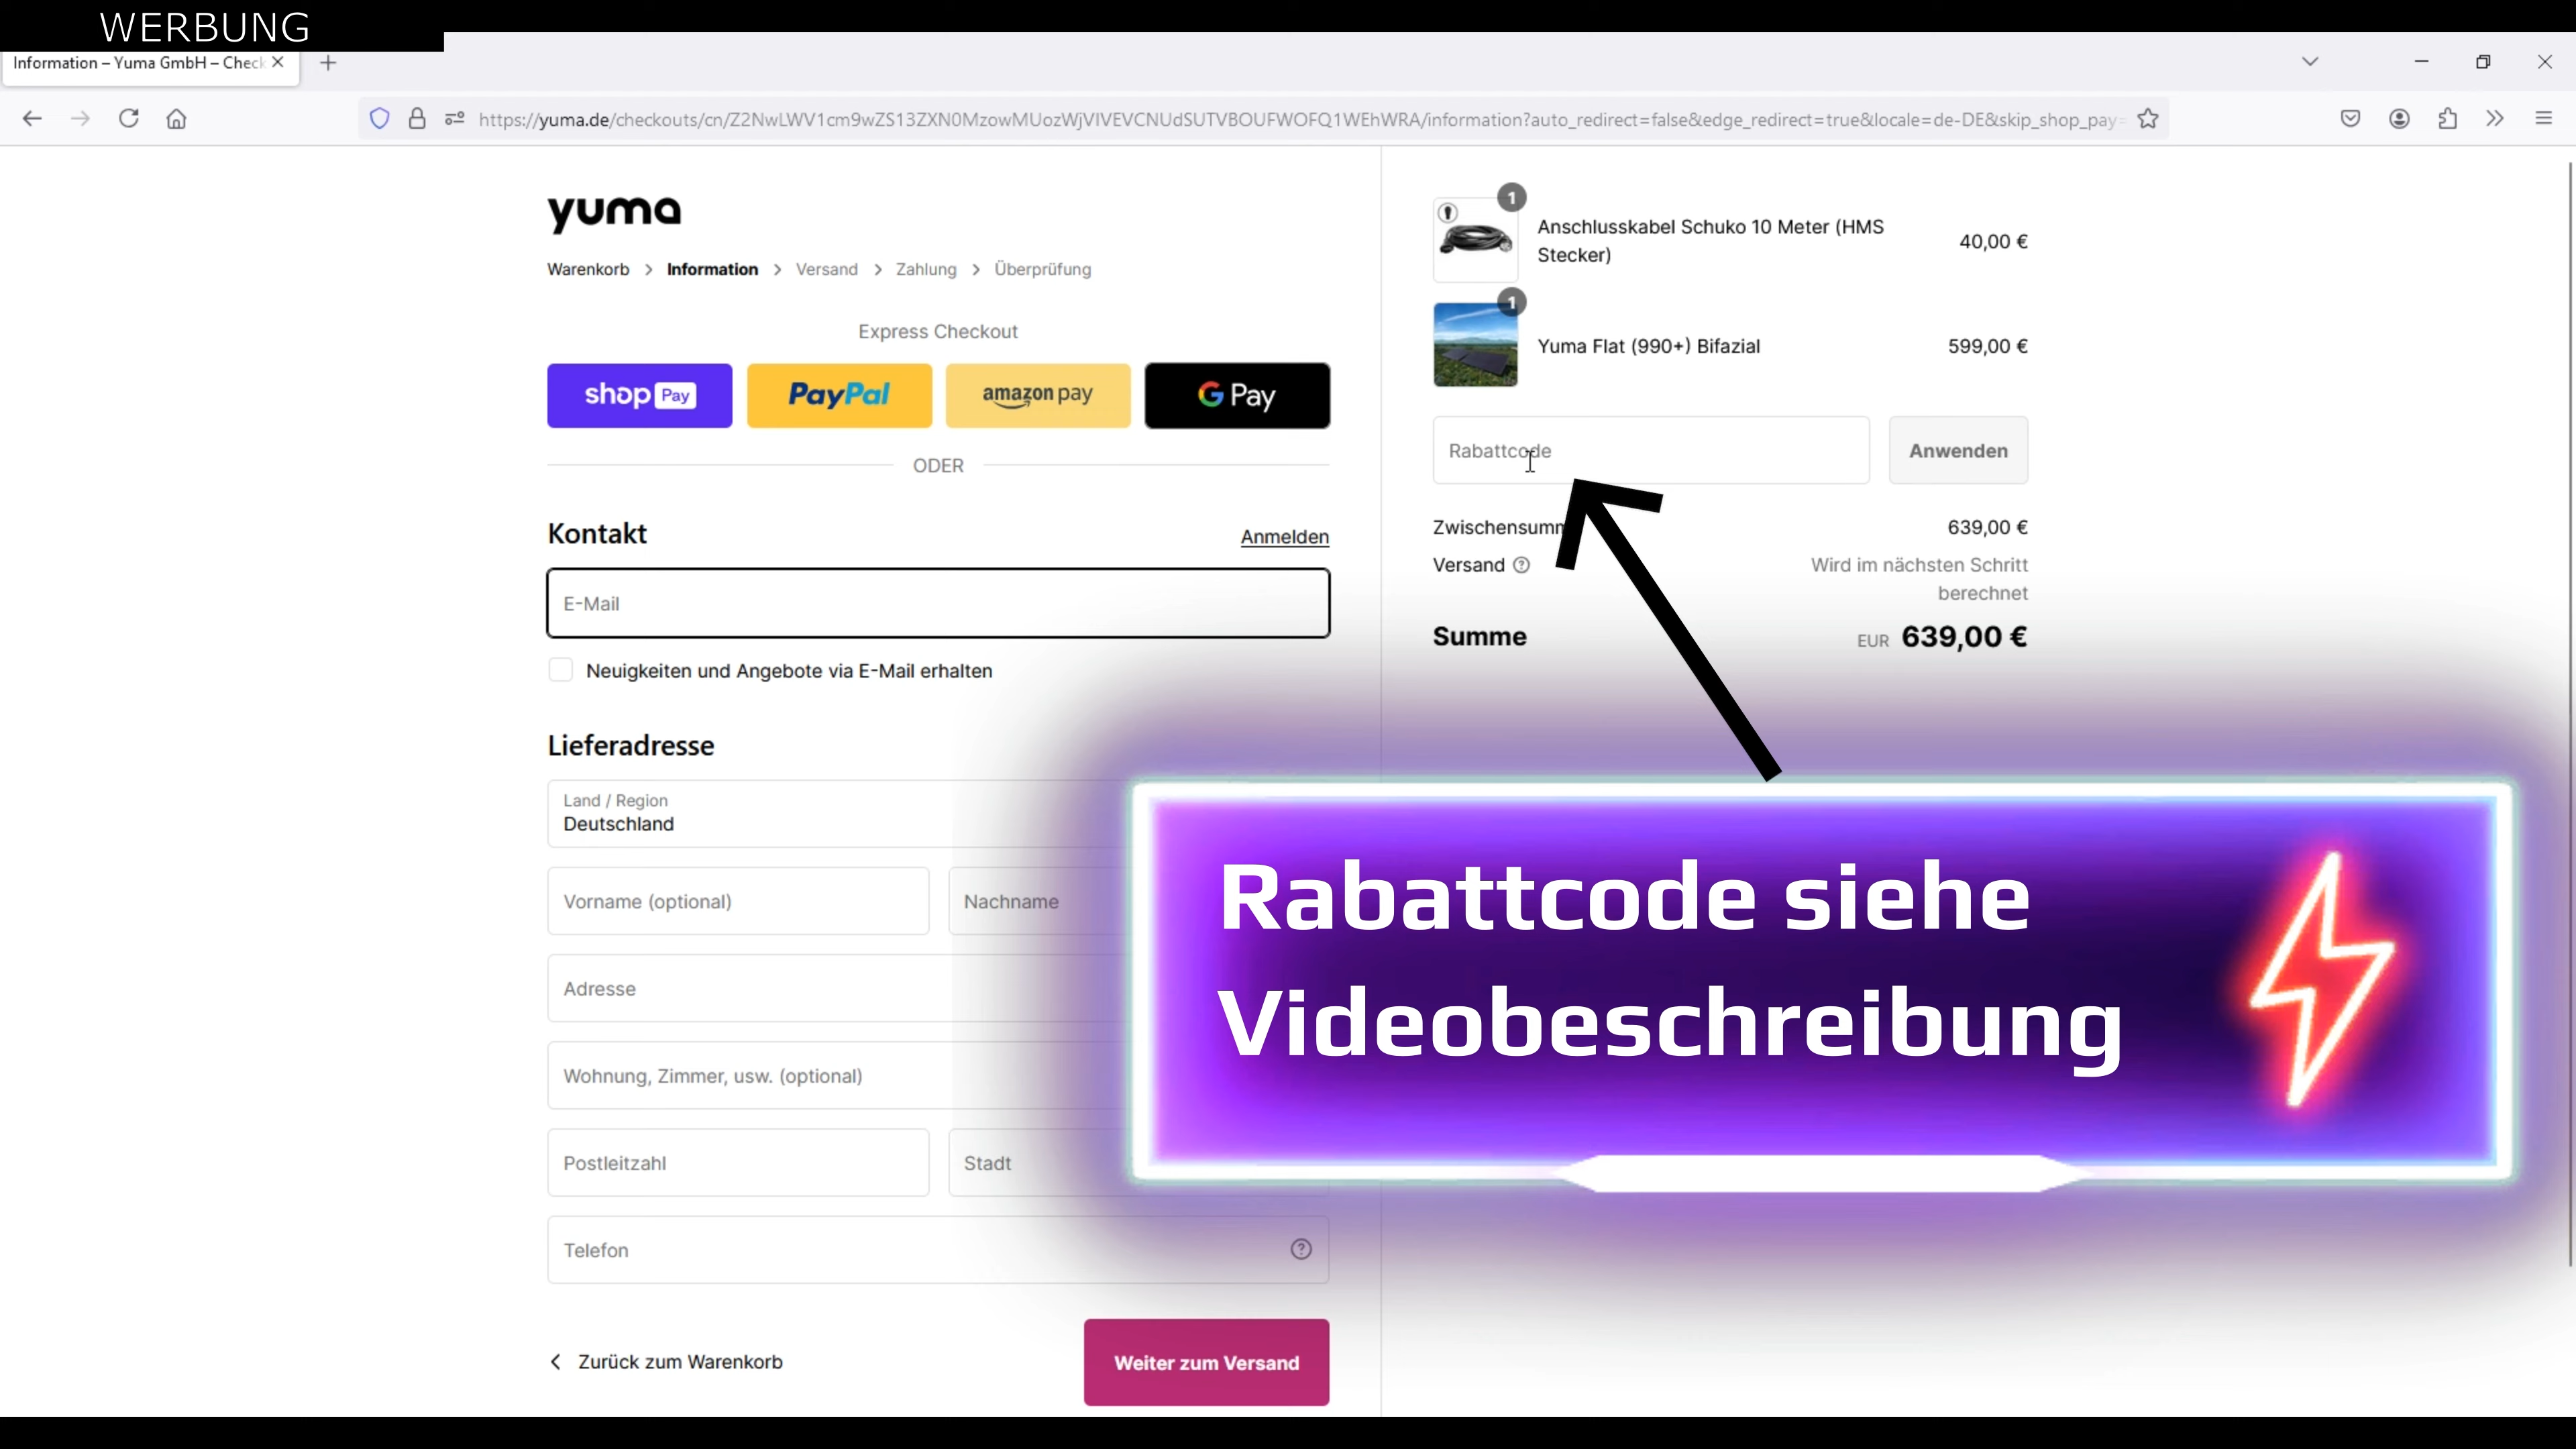 WERBUNG
Information – Yuma GmbH – Check
https://yuma.de/checkouts/cn/Z2NwLWV1cm9wZS13ZXN0MzowMUozWjVIVEVCNUdSUTVBOUFWOFQ1WEhWRA/information?auto_redirect=false&edge_redirect=true&locale=de-DE&skip_shop_pay=
yuma
Warenkorb > Information > Versand > Zahlung > Überprüfung
Express Checkout
shop Pay
PayPal
amazon pay
G Pay
ODER
Kontakt
Anmelden
E-Mail
Neuigkeiten und Angebote via E-Mail erhalten
Lieferadresse
Land / Region
Deutschland
Vorname (optional)
Nachname
Adresse
Wohnung, Zimmer, usw. (optional)
Postleitzahl
Stadt
Telefon
Zurück zum Warenkorb
Weiter zum Versand
1
Anschlusskabel Schuko 10 Meter (HMS
Stecker)
40,00 €
1
Yuma Flat (990+) Bifazial
599,00 €
Rabattcode
Anwenden
Zwischensumm
639,00 €
Versand
Wird im nächsten Schritt
berechnet
Summe
EUR 639,00 €
Rabattcode siehe
Videobeschreibung